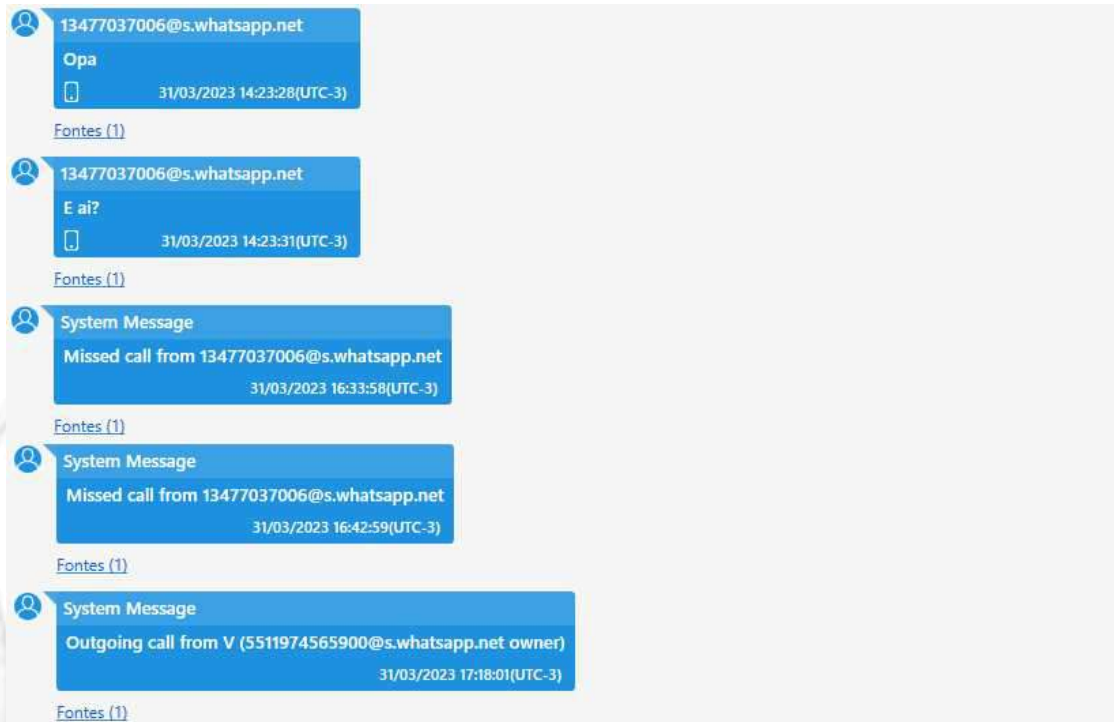 13477037006@s.whatsapp.net
Opa
31/03/2023 14:23:28(UTC-3)
Fontes (1)
13477037006@s.whatsapp.net
E ai?
31/03/2023 14:23:31(UTC-3)
Fontes (1)
System Message
Missed call from 13477037006@s.whatsapp.net
31/03/2023 16:33:58(UTC-3)
Fontes (1)
System Message
Missed call from 13477037006@s.whatsapp.net
31/03/2023 16:42:59(UTC-3)
Fontes (1)
System Message
Outgoing call from V (5511974565900@s.whatsapp.net owner)
31/03/2023 17:18:01(UTC-3)
Fontes (1)